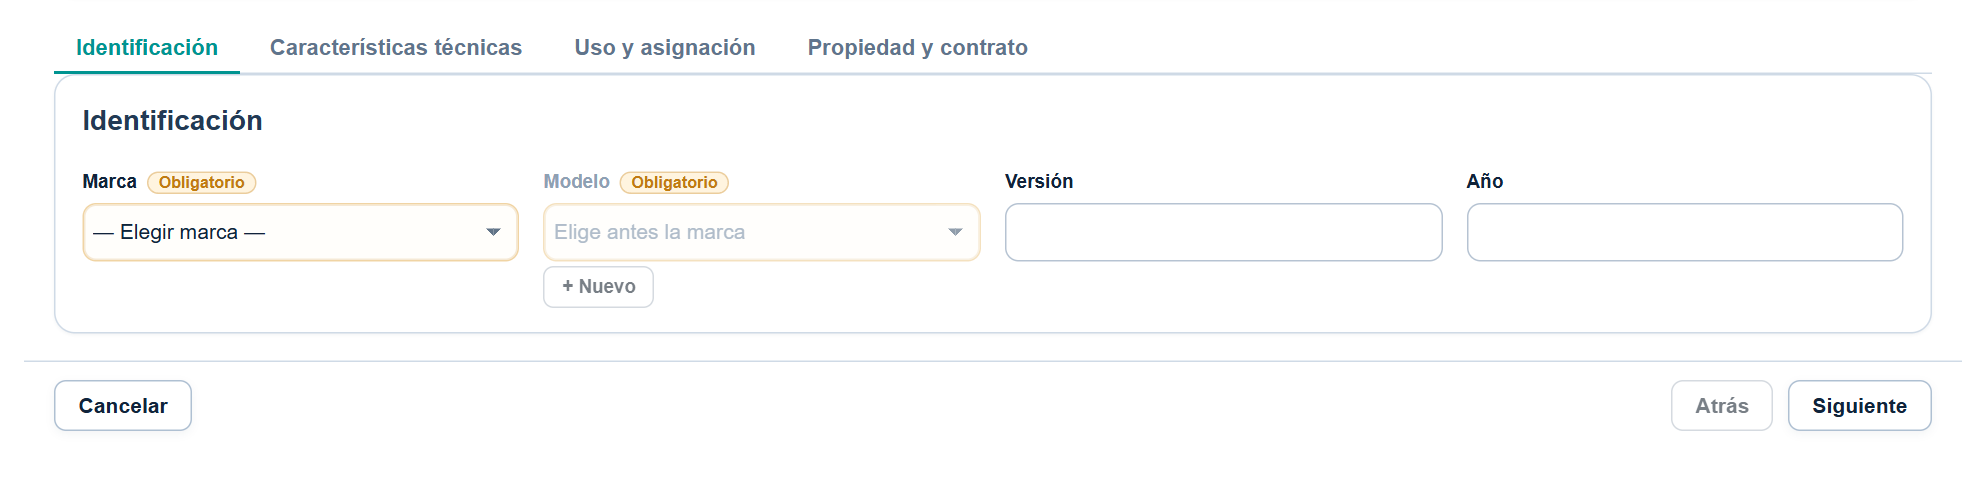 Identificación Características técnicas Uso y asignación Propiedad y contrato
Identificación
Marca Obligatorio Modelo Obligatorio Versión Año
— Elegir marca — Elige antes la marca
+ Nuevo
Cancelar Atrás Siguiente